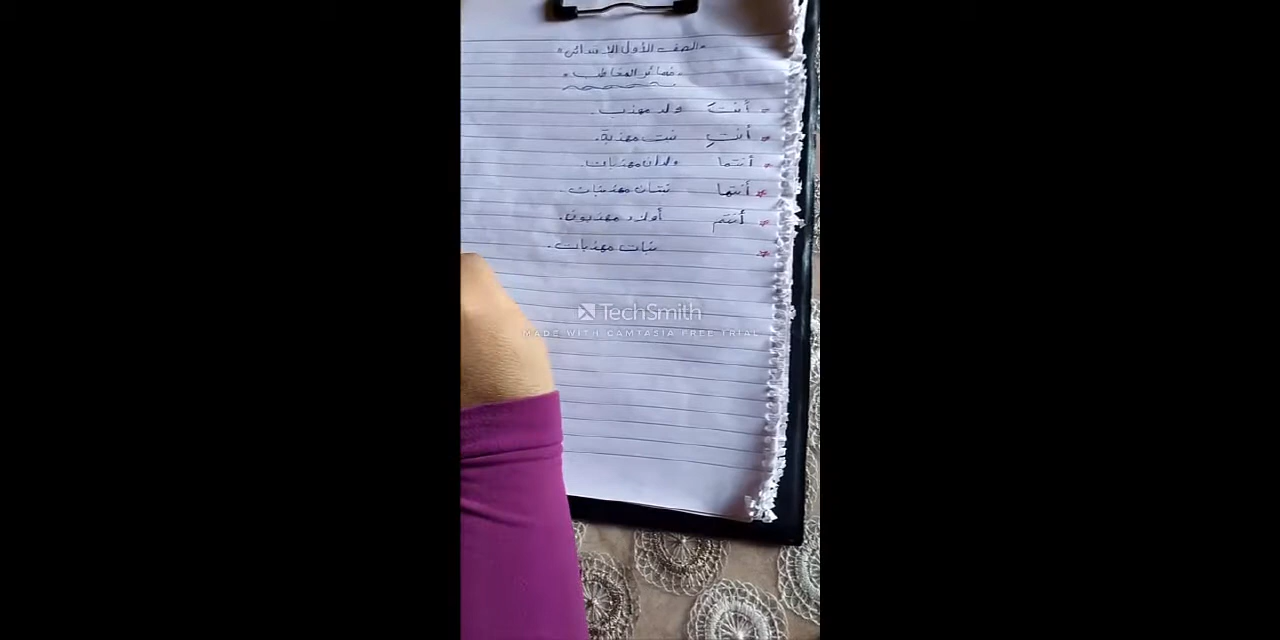 "الصف الأول الابتدائى"
"ضمائر المخاطب"
أنتَ ولد مهذب.
أنتِ بنت مهذبة.
أنتما ولدان مهذبان.
أنتما بنتان مهذبتان.
أنتم أولاد مهذبون.
بنات مهذبات.
TechSmith
MADE WITH CAMTASIA FREE TRIAL